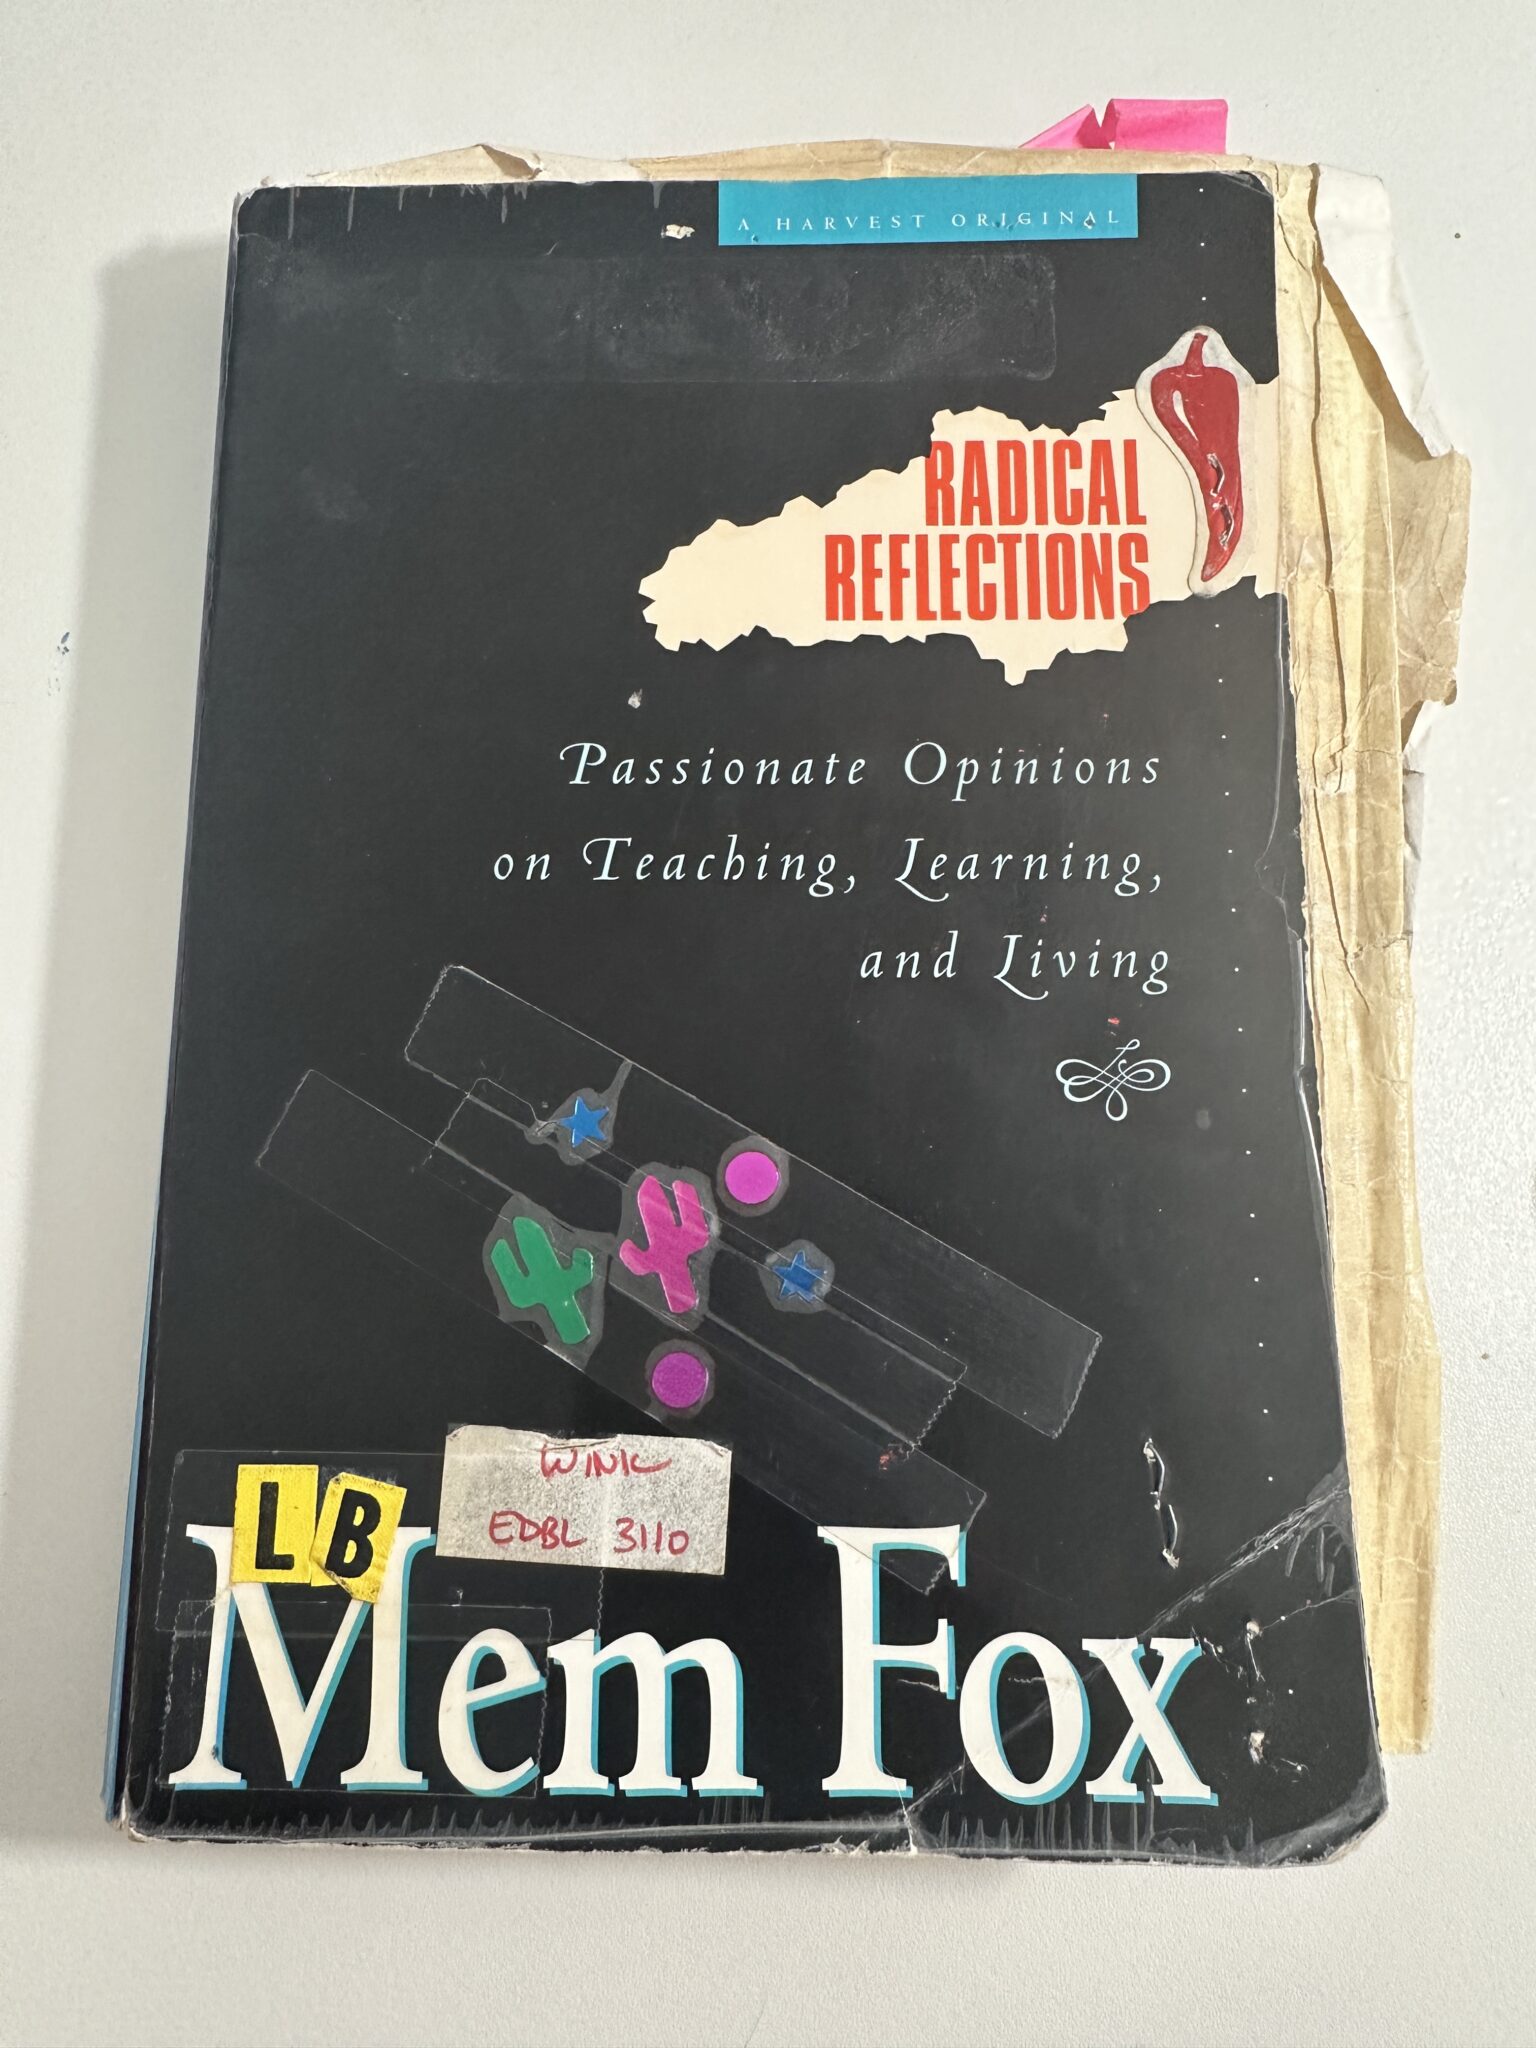 A HARVEST ORIGINAL
RADICAL
REFLECTIONS
Passionate Opinions
on Teaching, Learning,
and Living
WINK
EDBL 3110
LB
Mem Fox